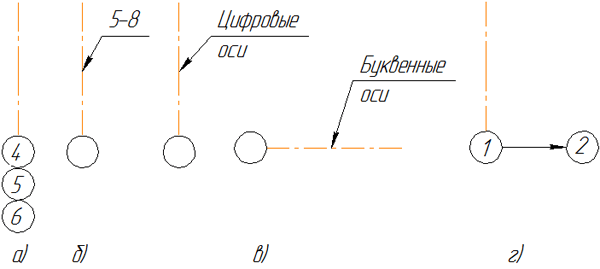 5–8
Цифровые
оси
Буквенные
оси
4
5
6
1
2
а)
б)
в)
г)